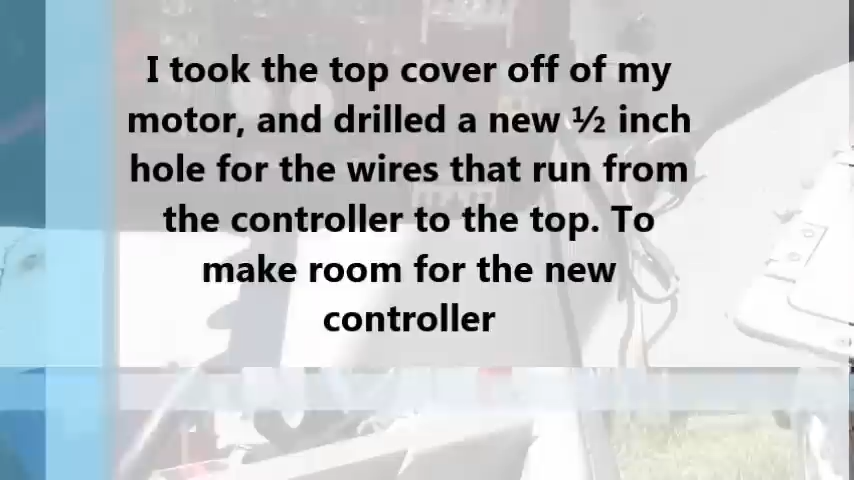 I took the top cover off of my
motor, and drilled a new ½ inch
hole for the wires that run from
the controller to the top. To
make room for the new
controller